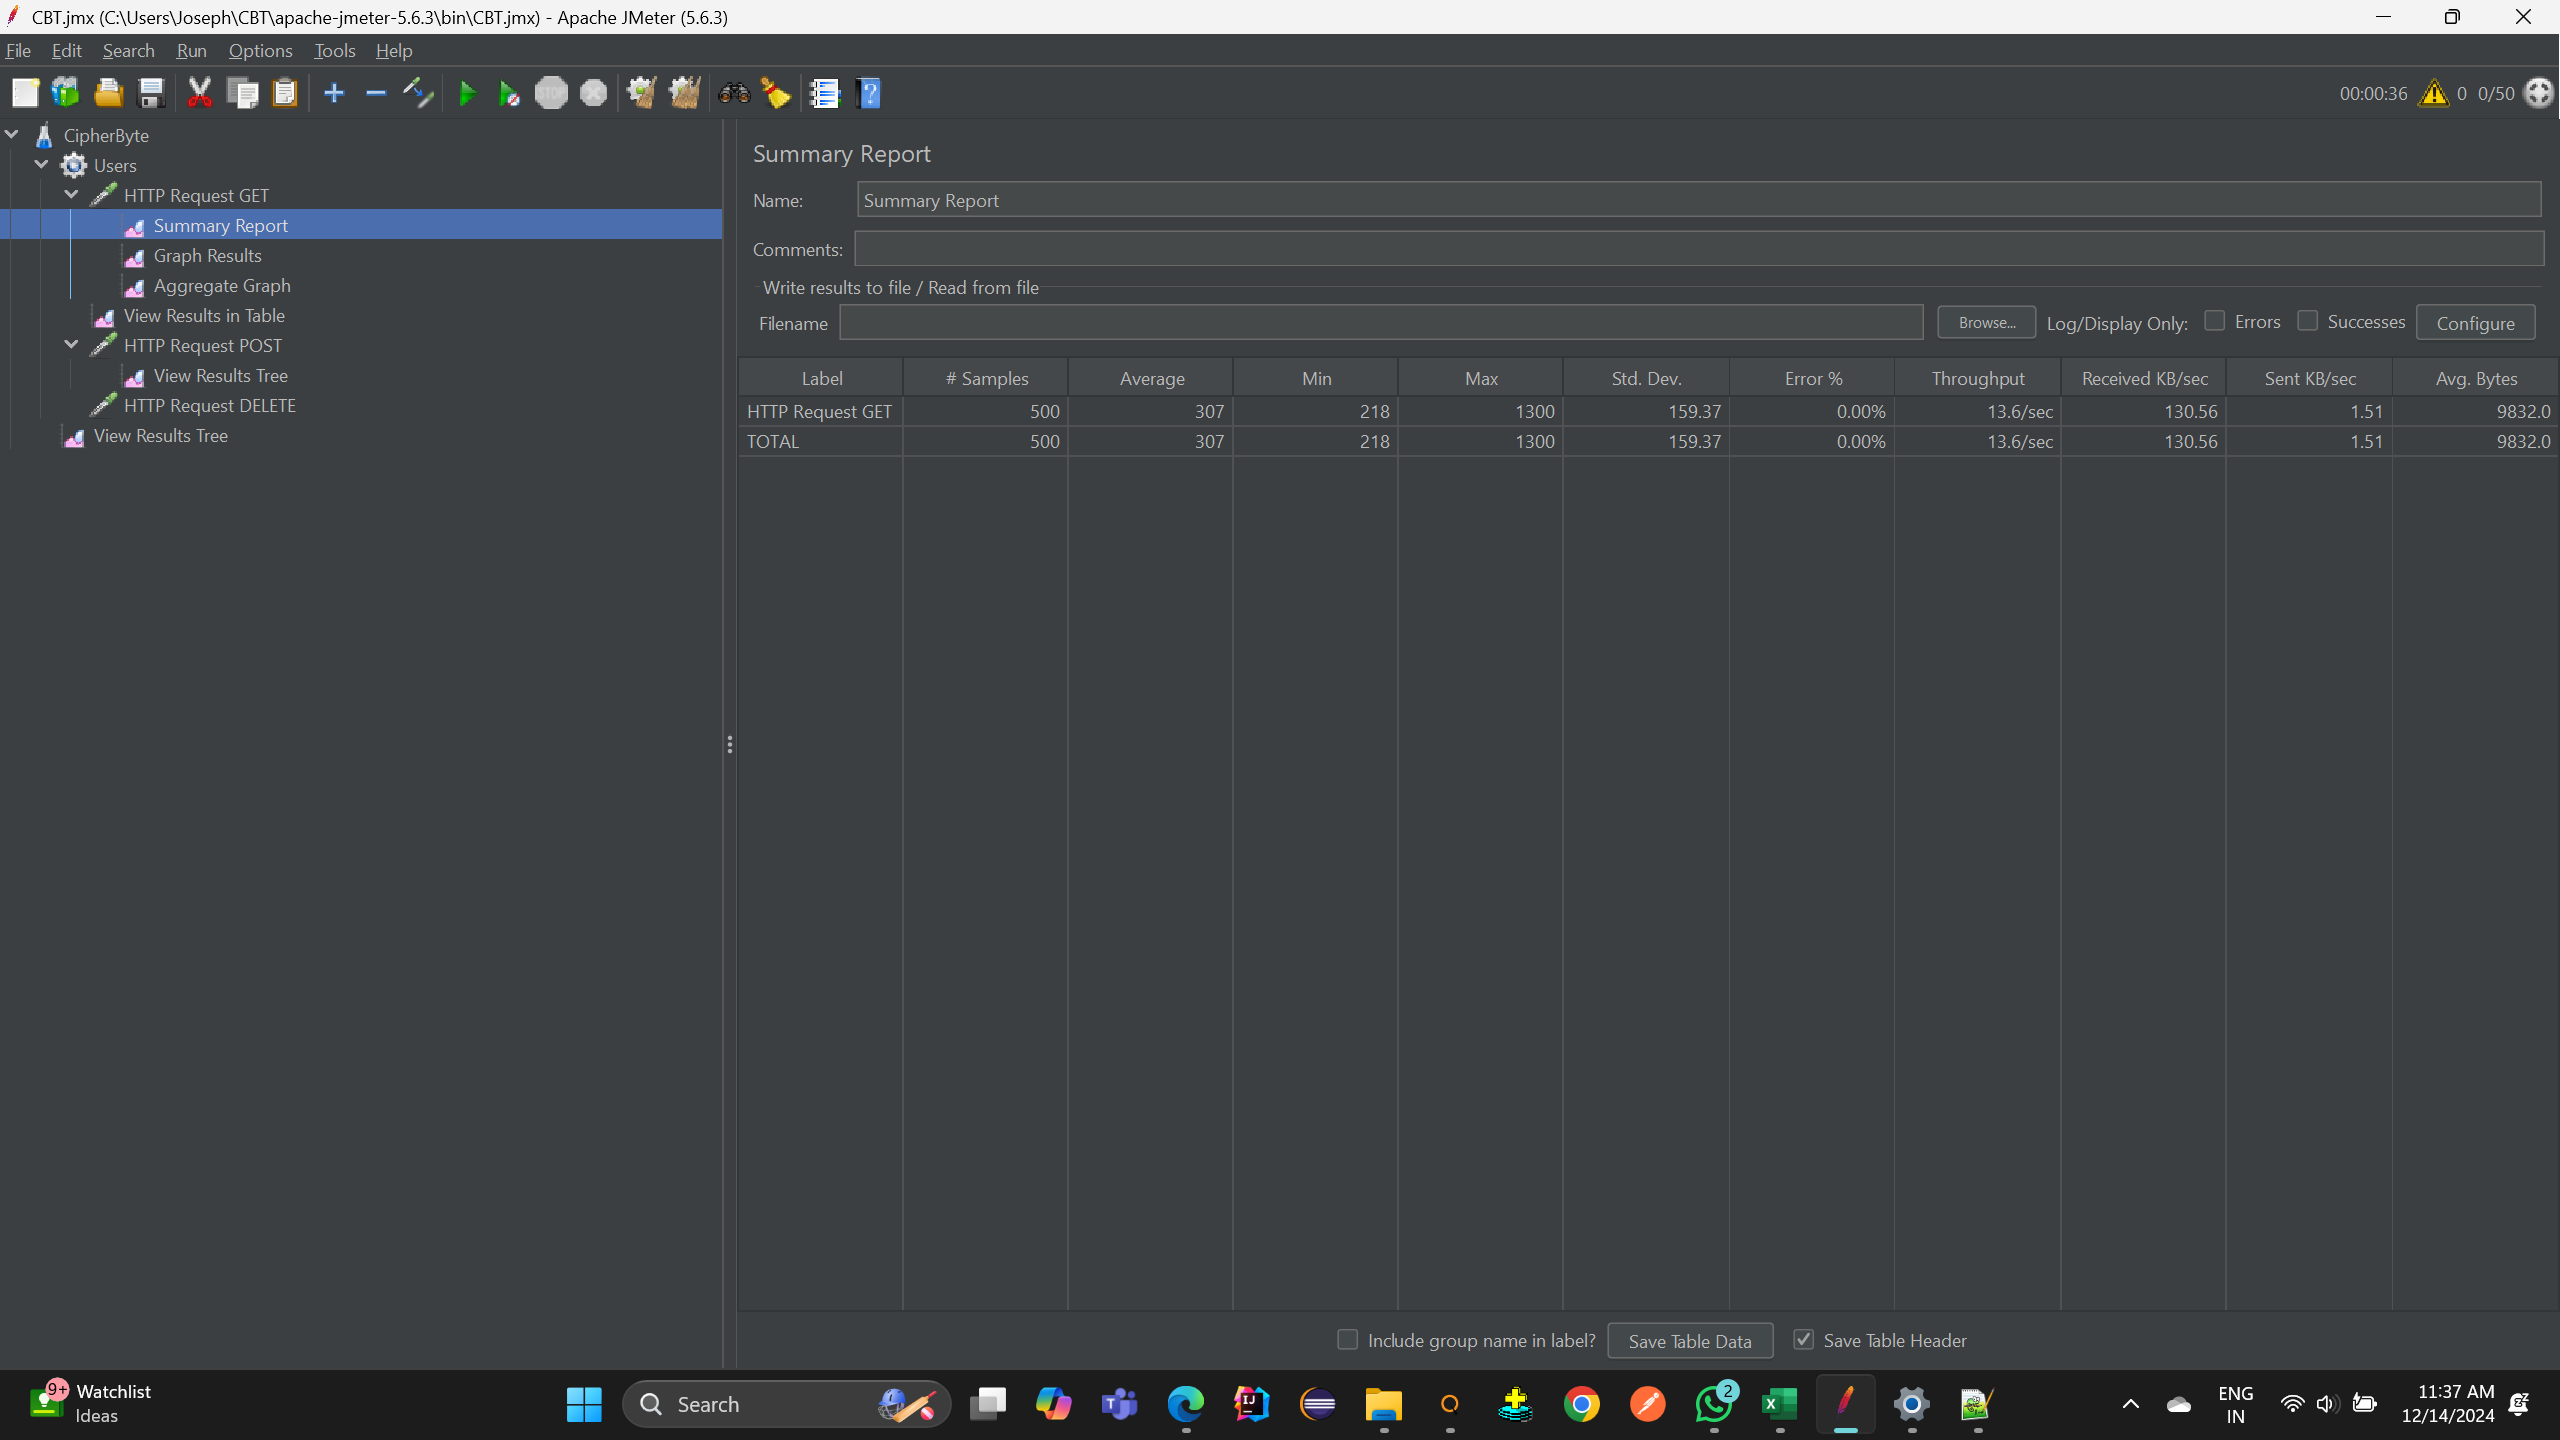 CBT.jmx (C:\Users\Joseph\CBT\apache-jmeter-5.6.3\bin\CBT.jmx) - Apache JMeter (5.6.3)
File Edit Search Run Options Tools Help
STOP
00:00:36 0 0/50
CipherByte
Users
HTTP Request GET
Summary Report
Graph Results
Aggregate Graph
View Results in Table
HTTP Request POST
View Results Tree
HTTP Request DELETE
View Results Tree
Summary Report
Name: Summary Report
Comments:
Write results to file / Read from file
Filename Browse... Log/Display Only: Errors Successes Configure
Label # Samples Average Min Max Std. Dev. Error % Throughput Received KB/sec Sent KB/sec Avg. Bytes
HTTP Request GET 500 307 218 1300 159.37 0.00% 13.6/sec 130.56 1.51 9832.0
TOTAL 500 307 218 1300 159.37 0.00% 13.6/sec 130.56 1.51 9832.0
Include group name in label? Save Table Data Save Table Header
9+ Watchlist
Ideas
Search
2
ENG
IN
11:37 AM
12/14/2024